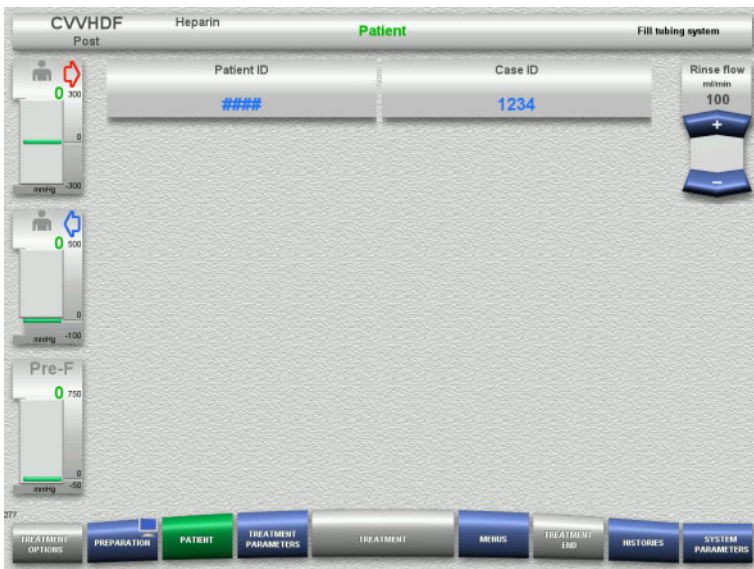 CVVHDF Heparin Patient Fill tubing system
Post
Patient ID Case ID Rinse flow
ml/min
#### 1234 100
+
-
0 300
0
mmHg -300
0 500
0
mmHg -100
Pre-F
0 750
0
mmHg -50
277
TREATMENT OPTIONS PREPARATION PATIENT TREATMENT PARAMETERS TREATMENT MENUS TREATMENT END HISTORIES SYSTEM PARAMETERS